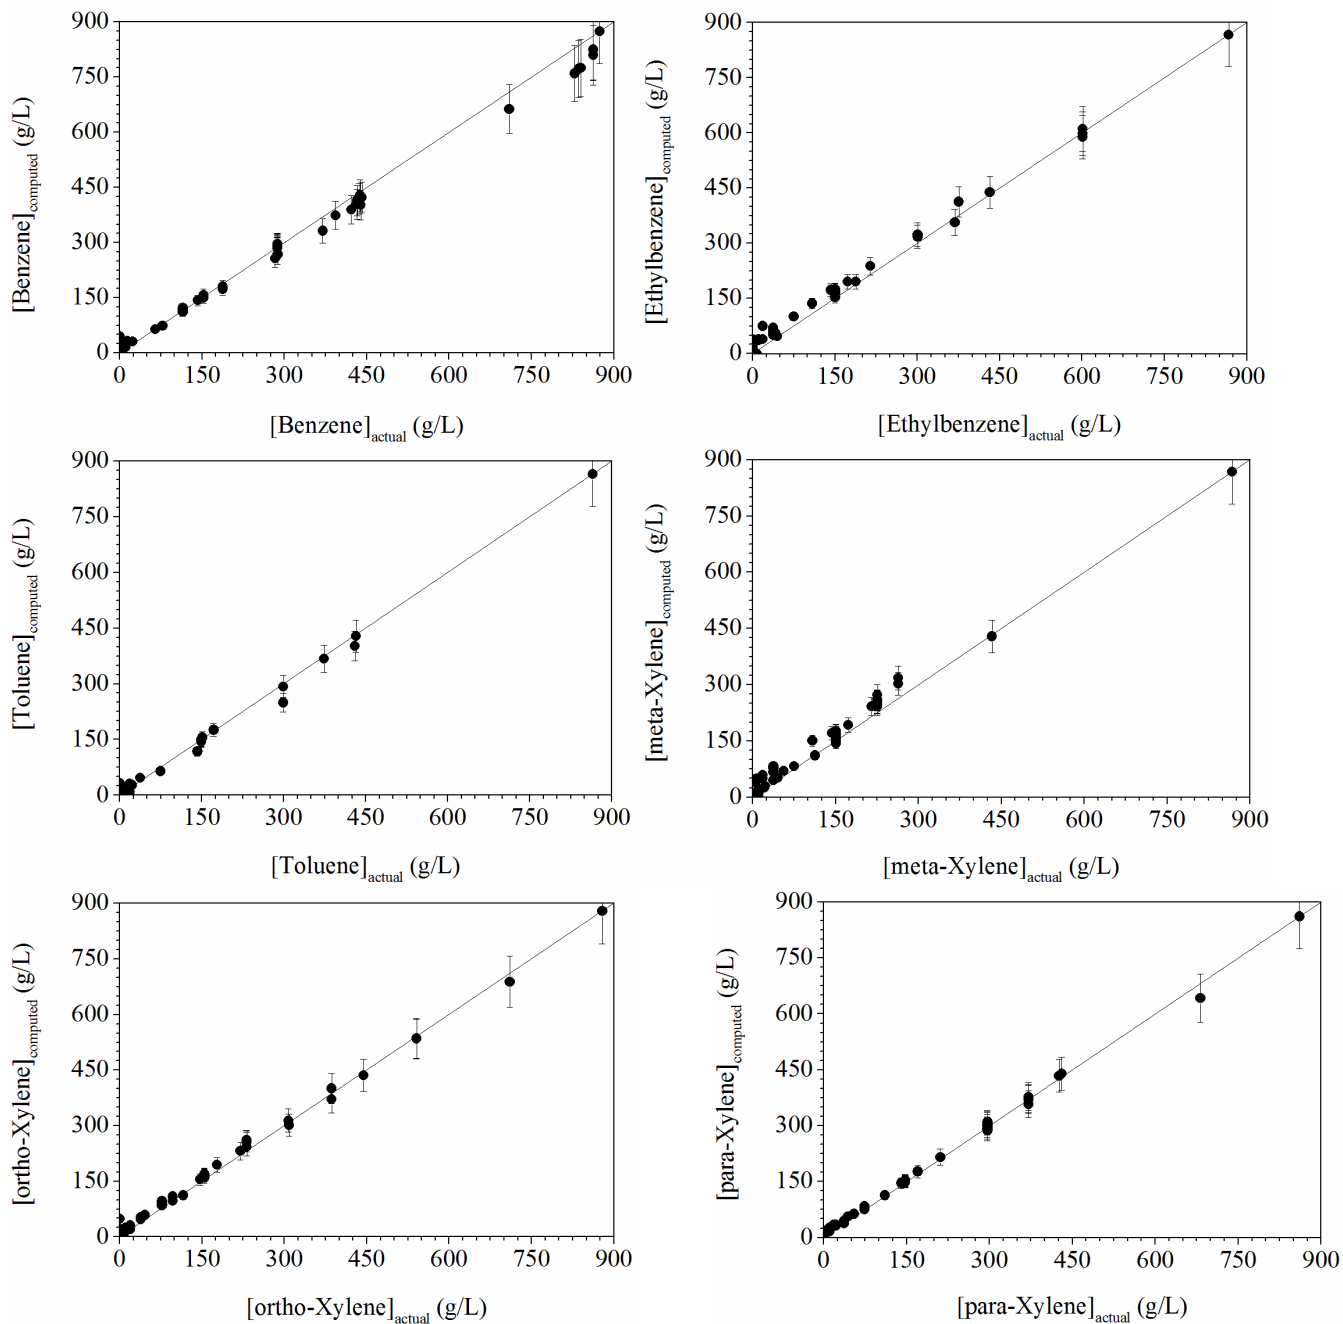 [Benzene]computed (g/L)
900
750
600
450
300
150
0
0 150 300 450 600 750 900
[Benzene]actual (g/L)
[Ethylbenzene]computed (g/L)
900
750
600
450
300
150
0
0 150 300 450 600 750 900
[Ethylbenzene]actual (g/L)
[Toluene]computed (g/L)
900
750
600
450
300
150
0
0 150 300 450 600 750 900
[Toluene]actual (g/L)
[meta-Xylene]computed (g/L)
900
750
600
450
300
150
0
0 150 300 450 600 750 900
[meta-Xylene]actual (g/L)
[ortho-Xylene]computed (g/L)
900
750
600
450
300
150
0
0 150 300 450 600 750 900
[ortho-Xylene]actual (g/L)
[para-Xylene]computed (g/L)
900
750
600
450
300
150
0
0 150 300 450 600 750 900
[para-Xylene]actual (g/L)